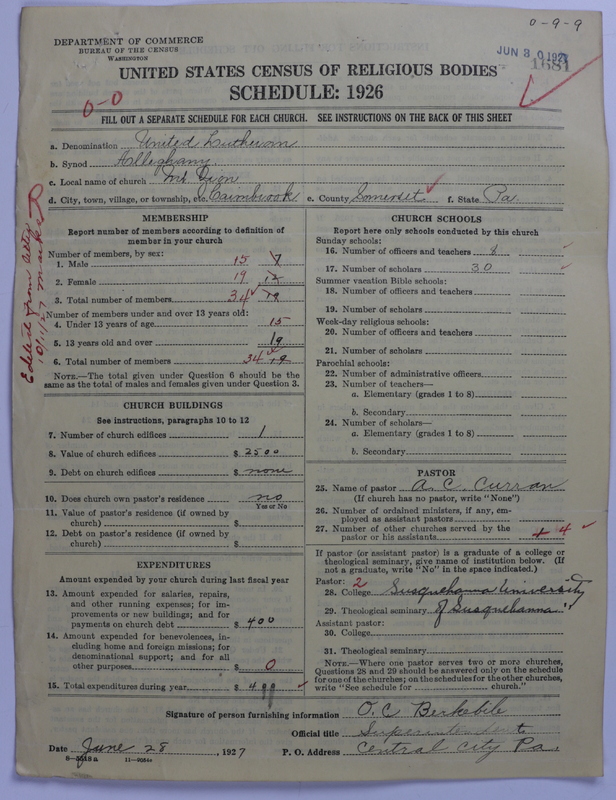 0-9-9
DEPARTMENT OF COMMERCE
BUREAU OF THE CENSUS
WASHINGTON
JUN 30 1927
1681
UNITED STATES CENSUS OF RELIGIOUS BODIES
SCHEDULE: 1926
0-0
FILL OUT A SEPARATE SCHEDULE FOR EACH CHURCH. SEE INSTRUCTIONS ON THE BACK OF THIS SHEET
a. Denomination United Lutheran
b. Synod Alleghany
c. Local name of church Mt Zion
d. City, town, village, or township, etc. Cairnbrook e. County Somerset f. State Pa.
MEMBERSHIP
Report number of members according to definition of
member in your church
Number of members, by sex:
1. Male 15 7
2. Female 19 12
3. Total number of members 34 19
Number of members under and over 13 years old:
4. Under 13 years of age 15
5. 13 years old and over 19
6. Total number of members 34 19
NOTE.—The total given under Question 6 should be
same as the total of males and females given under Question 3.
CHURCH BUILDINGS
See instructions, paragraphs 10 to 12
7. Number of church edifices 1
8. Value of church edifices $ 2500
9. Debt on church edifices $ none
10. Does church own pastor's residence no
Yes or No
11. Value of pastor's residence (if owned by
church) $
12. Debt on pastor's residence (if owned by
church) $
EXPENDITURES
Amount expended by your church during last fiscal year
13. Amount expended for salaries, repairs,
and other running expenses; for im-
provements or new buildings; and for
payments on church debt $ 400
14. Amount expended for benevolences, in-
cluding home and foreign missions; for
denominational support; and for all
other purposes $ 0
15. Total expenditures during year $ 400
CHURCH SCHOOLS
Report here only schools conducted by this church
Sunday schools:
16. Number of officers and teachers 8
17. Number of scholars 30
Summer vacation Bible schools:
18. Number of officers and teachers
19. Number of scholars
Week-day religious schools:
20. Number of officers and teachers
21. Number of scholars
Parochial schools:
22. Number of administrative officers
23. Number of teachers—
a. Elementary (grades 1 to 8)
b. Secondary
24. Number of scholars—
a. Elementary (grades 1 to 8)
b. Secondary
PASTOR
25. Name of pastor A. C. Curran
(If church has no pastor, write "None")
26. Number of ordained ministers, if any, em-
ployed as assistant pastors
27. Number of other churches served by the
pastor or his assistants 4
If pastor (or assistant pastor) is a graduate of a college or
theological seminary, give name of institution below. (If
not a graduate, write "No" in the space indicated.)
Pastor: 2
28. College Susquehanna University
29. Theological seminary of Susquehanna "
Assistant pastor:
30. College
31. Theological seminary
NOTE.—Where one pastor serves two or more churches,
Questions 28 and 29 should be answered only on the schedule
for one of the churches; on the schedules for the other churches,
write "See schedule for church."
Signature of person furnishing information O. C Berkebile
Official title Superintendent
Date June 28, 1927 P. O. Address Central City Pa.
11—9054